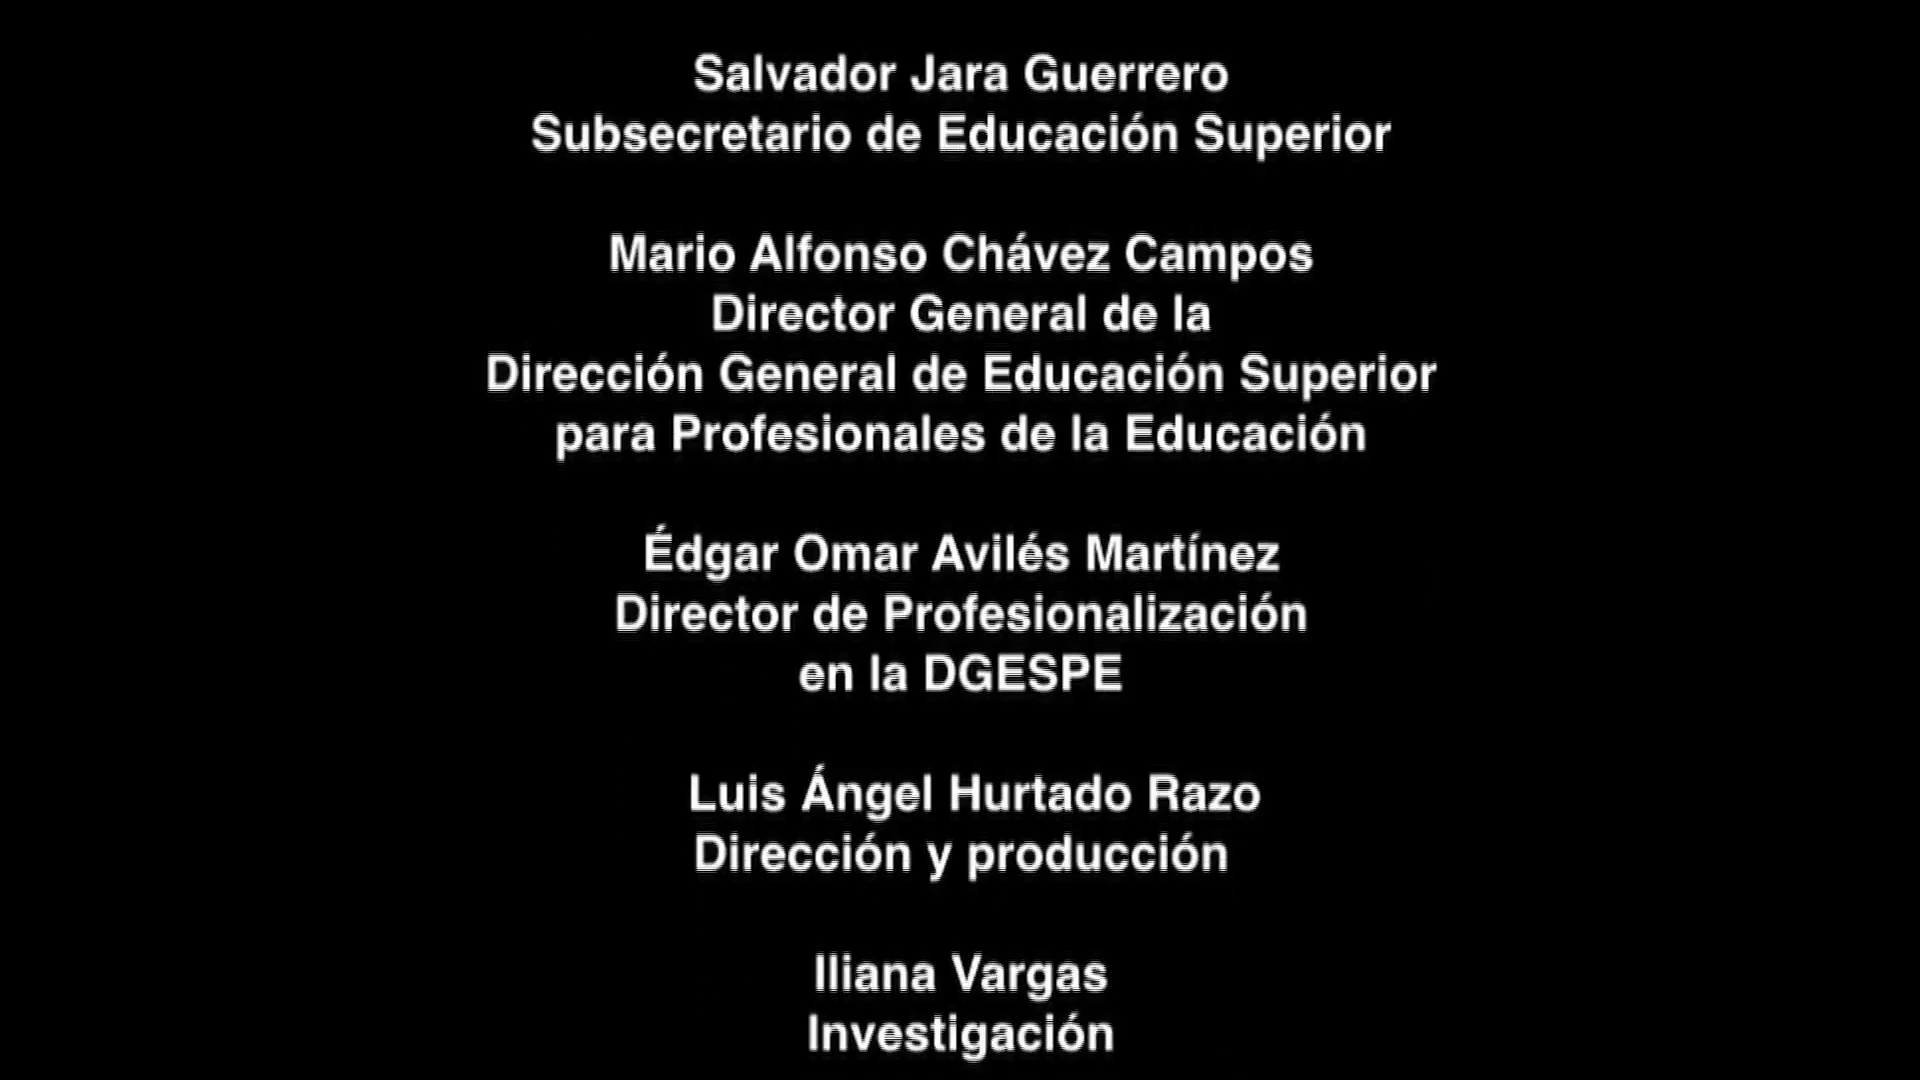 Salvador Jara Guerrero
Subsecretario de Educación Superior
Mario Alfonso Chávez Campos
Director General de la
Dirección General de Educación Superior
para Profesionales de la Educación
Édgar Omar Avilés Martínez
Director de Profesionalización
en la DGESPE
Luis Ángel Hurtado Razo
Dirección y producción
Iliana Vargas
Investigación